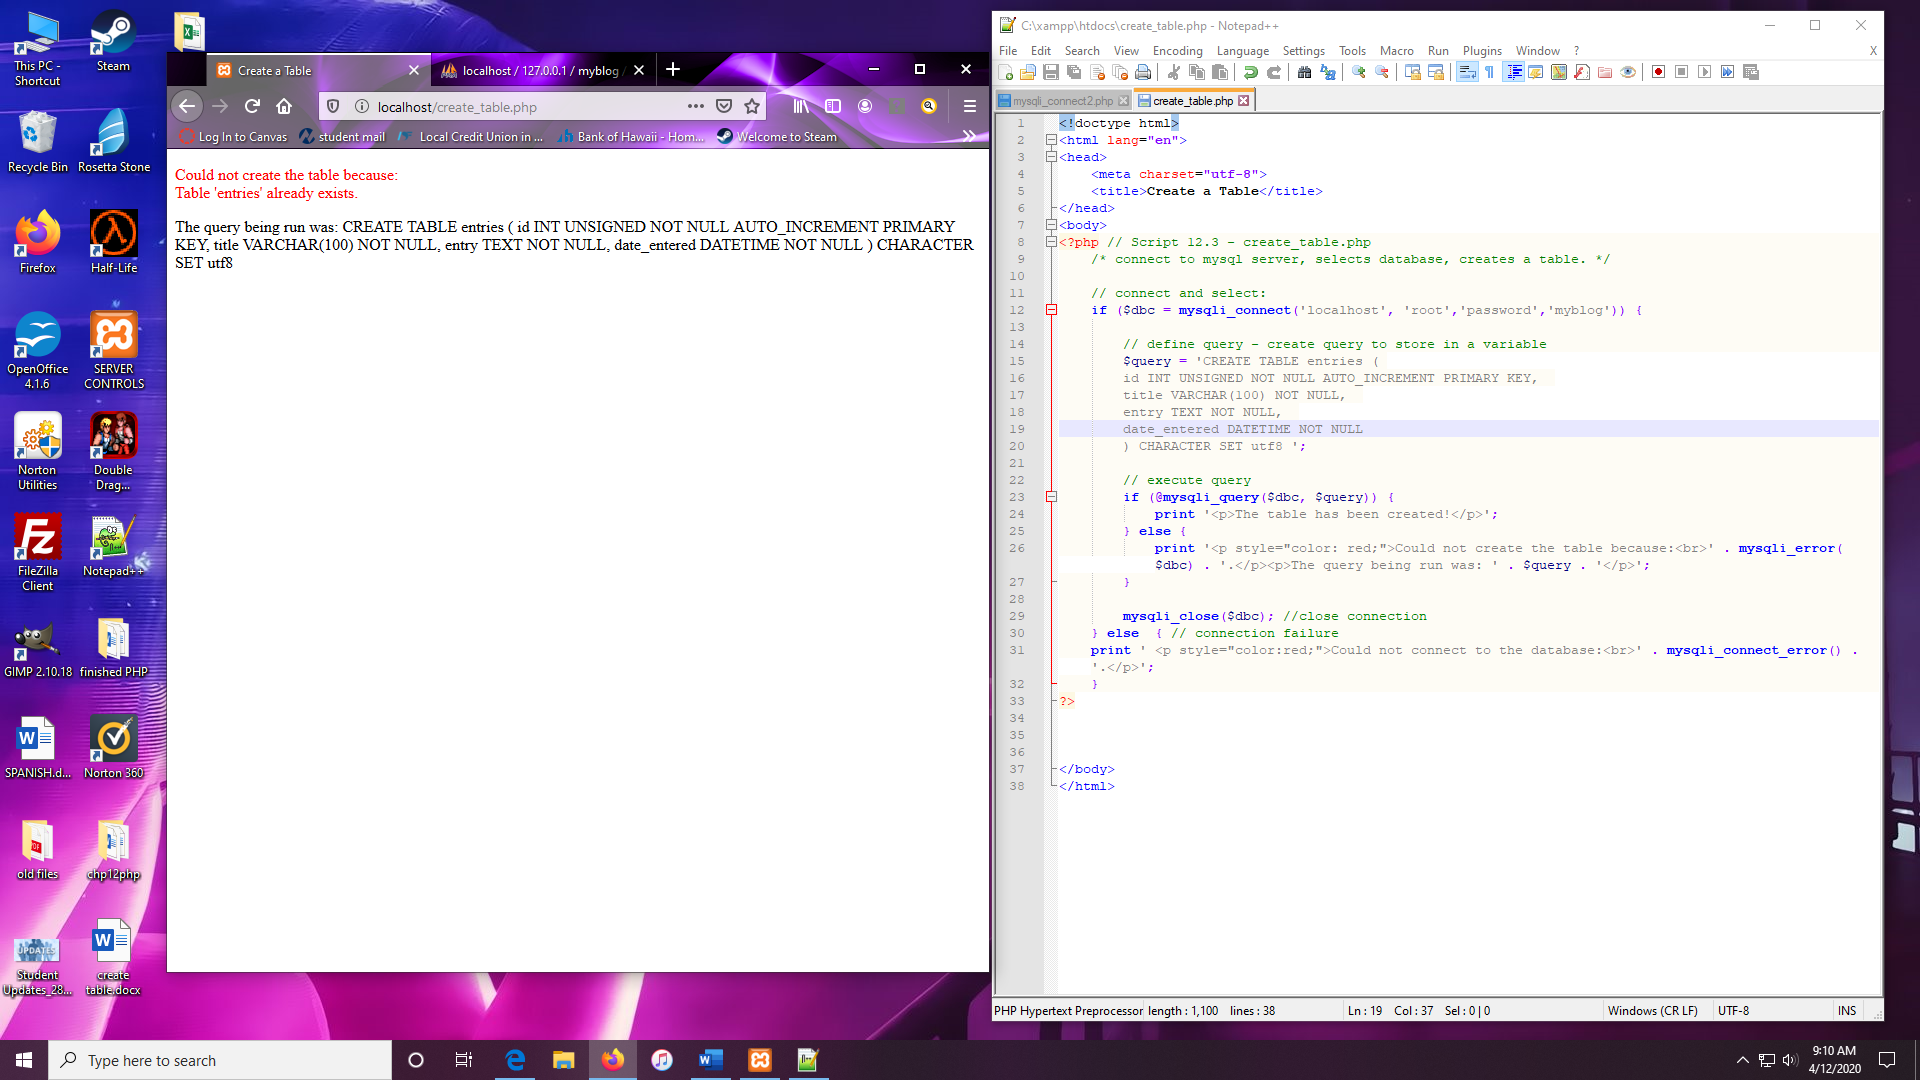 This PC -
Shortcut
Steam
Recycle Bin
Rosetta Stone
Firefox
Half-Life
OpenOffice
4.1.6
SERVER
CONTROLS
Norton
Utilities
Double
Drag...
FileZilla
Client
Notepad++
GIMP 2.10.18
finished PHP
SPANISH.d...
Norton 360
old files
chp12php
UPDATES
Student
Updates_28...
create
table.docx
Create a Table
localhost / 127.0.0.1 / myblog
localhost/create_table.php
Log In to Canvas
student mail
Local Credit Union in ...
Bank of Hawaii - Hom...
Welcome to Steam
Could not create the table because:
Table 'entries' already exists.
The query being run was: CREATE TABLE entries ( id INT UNSIGNED NOT NULL AUTO_INCREMENT PRIMARY
KEY, title VARCHAR(100) NOT NULL, entry TEXT NOT NULL, date_entered DATETIME NOT NULL ) CHARACTER
SET utf8
C:\xampp\htdocs\create_table.php - Notepad++
File Edit Search View Encoding Language Settings Tools Macro Run Plugins Window ? X
mysqli_connect2.php
create_table.php
1 <!doctype html>
2 <html lang="en">
3 <head>
4 <meta charset="utf-8">
5 <title>Create a Table</title>
6 </head>
7 <body>
8 <?php // Script 12.3 - create_table.php
9 /* connect to mysql server, selects database, creates a table. */
10
11 // connect and select:
12 if ($dbc = mysqli_connect('localhost', 'root','password','myblog')) {
13
14 // define query - create query to store in a variable
15 $query = 'CREATE TABLE entries (
16 id INT UNSIGNED NOT NULL AUTO_INCREMENT PRIMARY KEY,
17 title VARCHAR(100) NOT NULL,
18 entry TEXT NOT NULL,
19 date_entered DATETIME NOT NULL
20 ) CHARACTER SET utf8 ';
21
22 // execute query
23 if (@mysqli_query($dbc, $query)) {
24 print '<p>The table has been created!</p>';
25 } else {
26 print '<p style="color: red;">Could not create the table because:<br>' . mysqli_error(
$dbc) . '.</p><p>The query being run was: ' . $query . '</p>';
27 }
28
29 mysqli_close($dbc); //close connection
30 } else { // connection failure
31 print ' <p style="color:red;">Could not connect to the database:<br>' . mysqli_connect_error() .
'.</p>';
32 }
33 ?>
34
35
36
37 </body>
38 </html>
PHP Hypertext Preprocessor length : 1,100 lines : 38 Ln : 19 Col : 37 Sel : 0 | 0 Windows (CR LF) UTF-8 INS
Type here to search
9:10 AM
4/12/2020